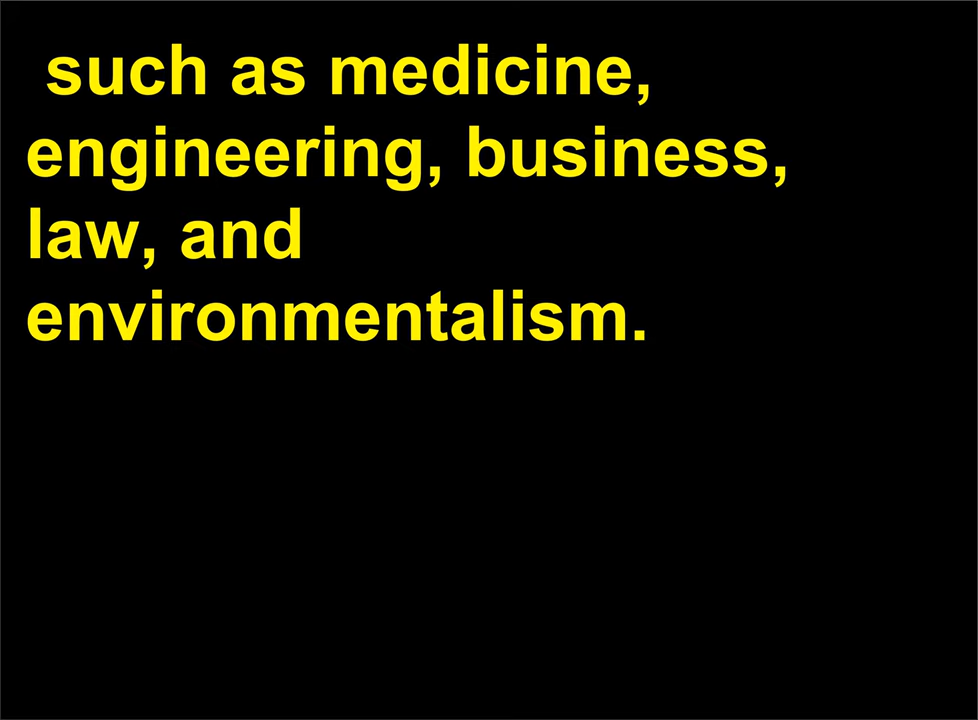 such as medicine,
engineering, business,
law, and
environmentalism.